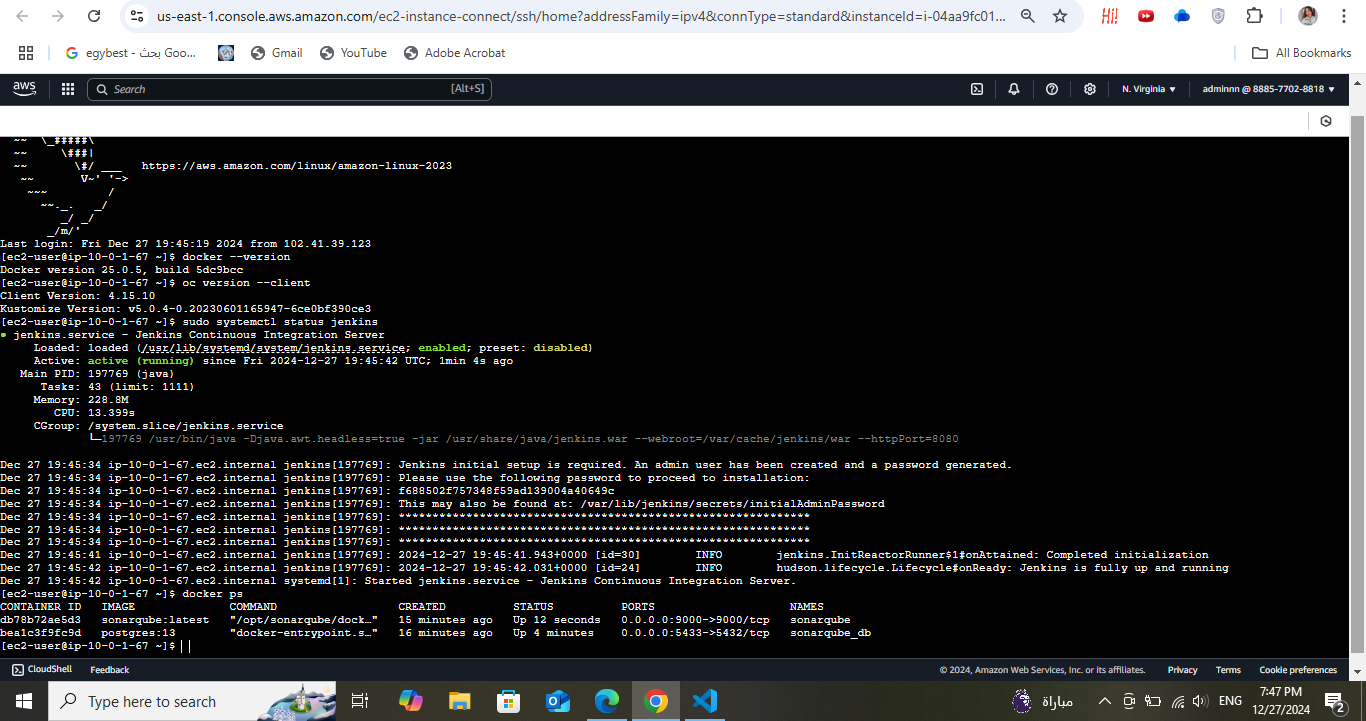 us-east-1.console.aws.amazon.com/ec2-instance-connect/ssh/home?addressFamily=ipv4&connType=standard&instanceId=i-04aa9fc01...
egybest - بحث Goo...
Gmail
YouTube
Adobe Acrobat
All Bookmarks
aws
Search
[Alt+S]
N. Virginia ▼
adminnn @ 8885-7702-8818 ▼
~~  \_#####\
~~     \###|
~~       \#/ ___   https://aws.amazon.com/linux/amazon-linux-2023
~~       V~' '->
~~~         /
~~._.   _/
_/ _/
_/m/'
Last login: Fri Dec 27 19:45:19 2024 from 102.41.39.123
[ec2-user@ip-10-0-1-67 ~]$ docker --version
Docker version 25.0.5, build 5dc9bcc
[ec2-user@ip-10-0-1-67 ~]$ oc version --client
Client Version: 4.15.10
Kustomize Version: v5.0.4-0.20230601165947-6ce0bf390ce3
[ec2-user@ip-10-0-1-67 ~]$ sudo systemctl status jenkins
● jenkins.service - Jenkins Continuous Integration Server
Loaded: loaded (/usr/lib/systemd/system/jenkins.service; enabled; preset: disabled)
Active: active (running) since Fri 2024-12-27 19:45:42 UTC; 1min 4s ago
Main PID: 197769 (java)
Tasks: 43 (limit: 1111)
Memory: 228.8M
CPU: 13.399s
CGroup: /system.slice/jenkins.service
└─197769 /usr/bin/java -Djava.awt.headless=true -jar /usr/share/java/jenkins.war --webroot=/var/cache/jenkins/war --httpPort=8080
Dec 27 19:45:34 ip-10-0-1-67.ec2.internal jenkins[197769]: Jenkins initial setup is required. An admin user has been created and a password generated.
Dec 27 19:45:34 ip-10-0-1-67.ec2.internal jenkins[197769]: Please use the following password to proceed to installation:
Dec 27 19:45:34 ip-10-0-1-67.ec2.internal jenkins[197769]: f688502f757348f59ad139004a40649c
Dec 27 19:45:34 ip-10-0-1-67.ec2.internal jenkins[197769]: This may also be found at: /var/lib/jenkins/secrets/initialAdminPassword
Dec 27 19:45:34 ip-10-0-1-67.ec2.internal jenkins[197769]: *************************************************************
Dec 27 19:45:34 ip-10-0-1-67.ec2.internal jenkins[197769]: *************************************************************
Dec 27 19:45:34 ip-10-0-1-67.ec2.internal jenkins[197769]: *************************************************************
Dec 27 19:45:41 ip-10-0-1-67.ec2.internal jenkins[197769]: 2024-12-27 19:45:41.943+0000 [id=30]        INFO        jenkins.InitReactorRunner$1#onAttained: Completed initialization
Dec 27 19:45:42 ip-10-0-1-67.ec2.internal jenkins[197769]: 2024-12-27 19:45:42.031+0000 [id=24]        INFO        hudson.lifecycle.Lifecycle#onReady: Jenkins is fully up and running
Dec 27 19:45:42 ip-10-0-1-67.ec2.internal systemd[1]: Started jenkins.service - Jenkins Continuous Integration Server.
[ec2-user@ip-10-0-1-67 ~]$ docker ps
CONTAINER ID   IMAGE              COMMAND                  CREATED          STATUS          PORTS                    NAMES
db78b72ae5d3   sonarqube:latest   "/opt/sonarqube/dock…"   15 minutes ago   Up 12 seconds   0.0.0.0:9000->9000/tcp   sonarqube
bea1c3f9fc9d   postgres:13        "docker-entrypoint.s…"   16 minutes ago   Up 4 minutes    0.0.0.0:5433->5432/tcp   sonarqube_db
[ec2-user@ip-10-0-1-67 ~]$
CloudShell
Feedback
© 2024, Amazon Web Services, Inc. or its affiliates.
Privacy
Terms
Cookie preferences
Type here to search
مباراة
ENG
7:47 PM
12/27/2024
2